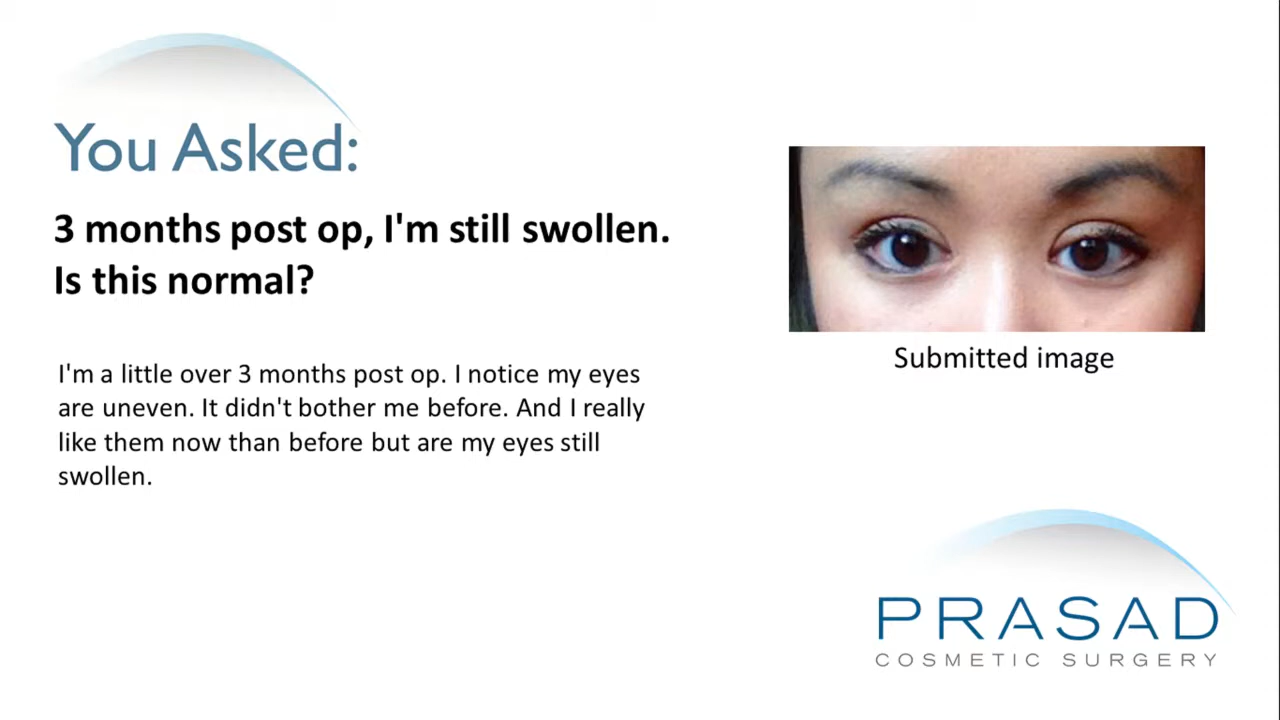 You Asked:
3 months post op, I'm still swollen.
Is this normal?
I'm a little over 3 months post op. I notice my eyes
are uneven. It didn't bother me before. And I really
like them now than before but are my eyes still
swollen.
Submitted image
PRASAD
COSMETIC SURGERY